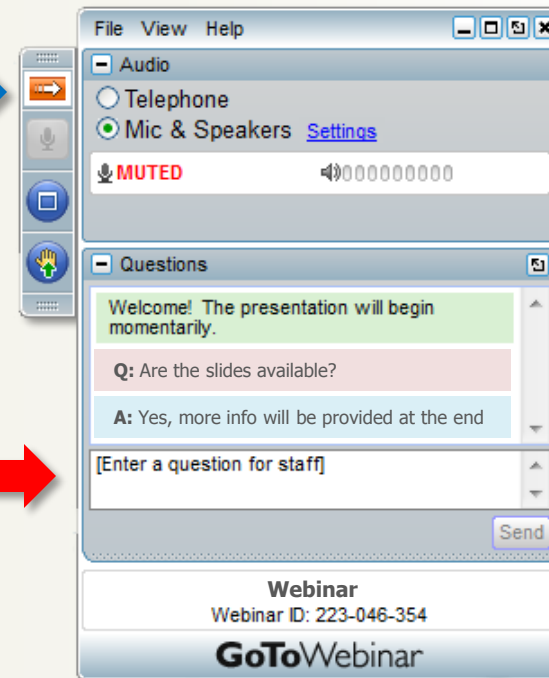 File View Help
Audio
Telephone
Mic & Speakers Settings
MUTED
Questions
Welcome! The presentation will begin
momentarily.
Q: Are the slides available?
A: Yes, more info will be provided at the end
[Enter a question for staff]
Send
Webinar
Webinar ID: 223-046-354
GoToWebinar